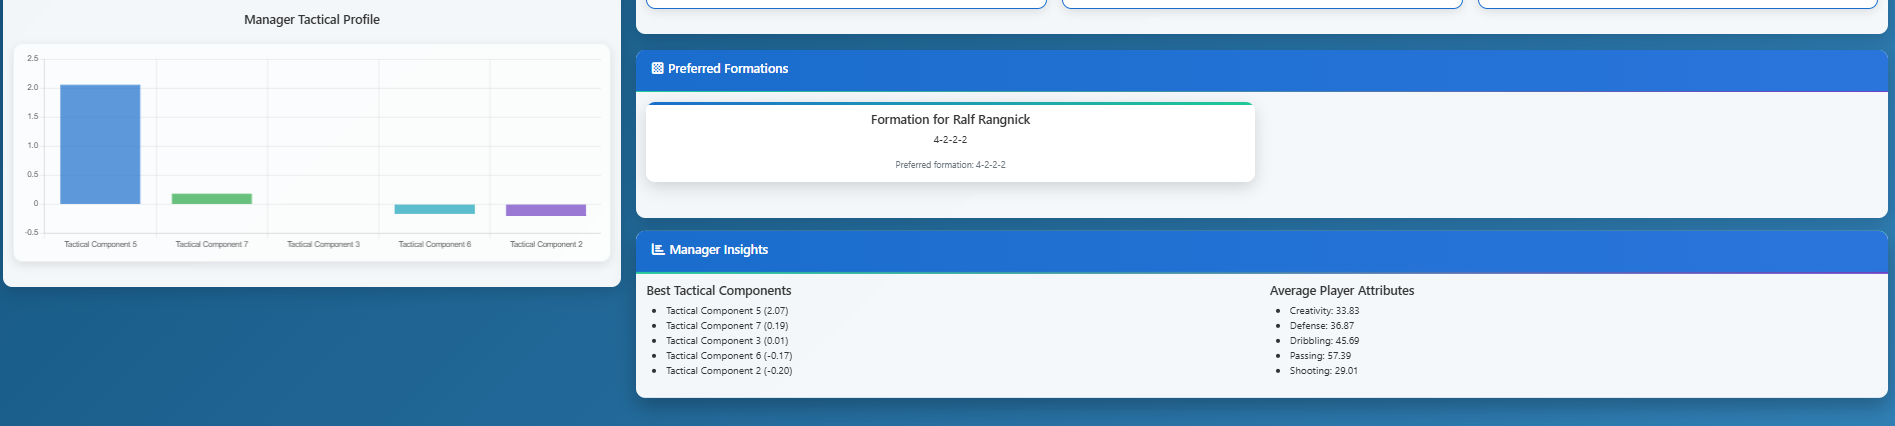 Manager Tactical Profile
2.5
2.0
1.5
1.0
0.5
0
-0.5
Tactical Component 5
Tactical Component 7
Tactical Component 3
Tactical Component 6
Tactical Component 2
Preferred Formations
Formation for Ralf Rangnick
4-2-2-2
Preferred formation: 4-2-2-2
Manager Insights
Best Tactical Components
Tactical Component 5 (2.07)
Tactical Component 7 (0.19)
Tactical Component 3 (0.01)
Tactical Component 6 (-0.17)
Tactical Component 2 (-0.20)
Average Player Attributes
Creativity: 33.83
Defense: 36.87
Dribbling: 45.69
Passing: 57.39
Shooting: 29.01